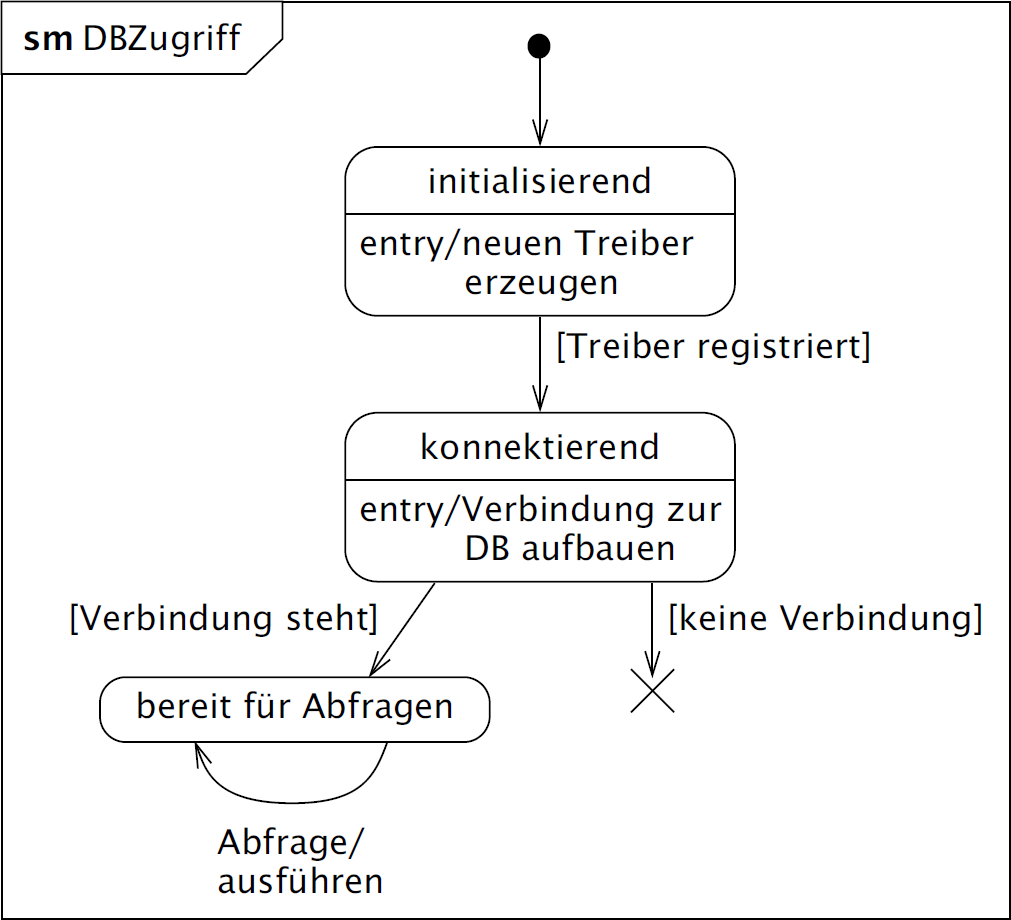 sm DBZugriff
initialisierend
entry/neuen Treiber
erzeugen
[Treiber registriert]
konnektierend
entry/Verbindung zur
DB aufbauen
[Verbindung steht]
[keine Verbindung]
bereit für Abfragen
Abfrage/
ausführen